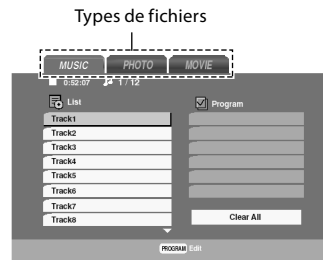 Types de fichiers
MUSIC PHOTO MOVIE
0:52:07 1 / 12
List
Program
Track1
Track2
Track3
Track4
Track5
Track6
Track7
Track8
Clear All
PROGRAM Edit